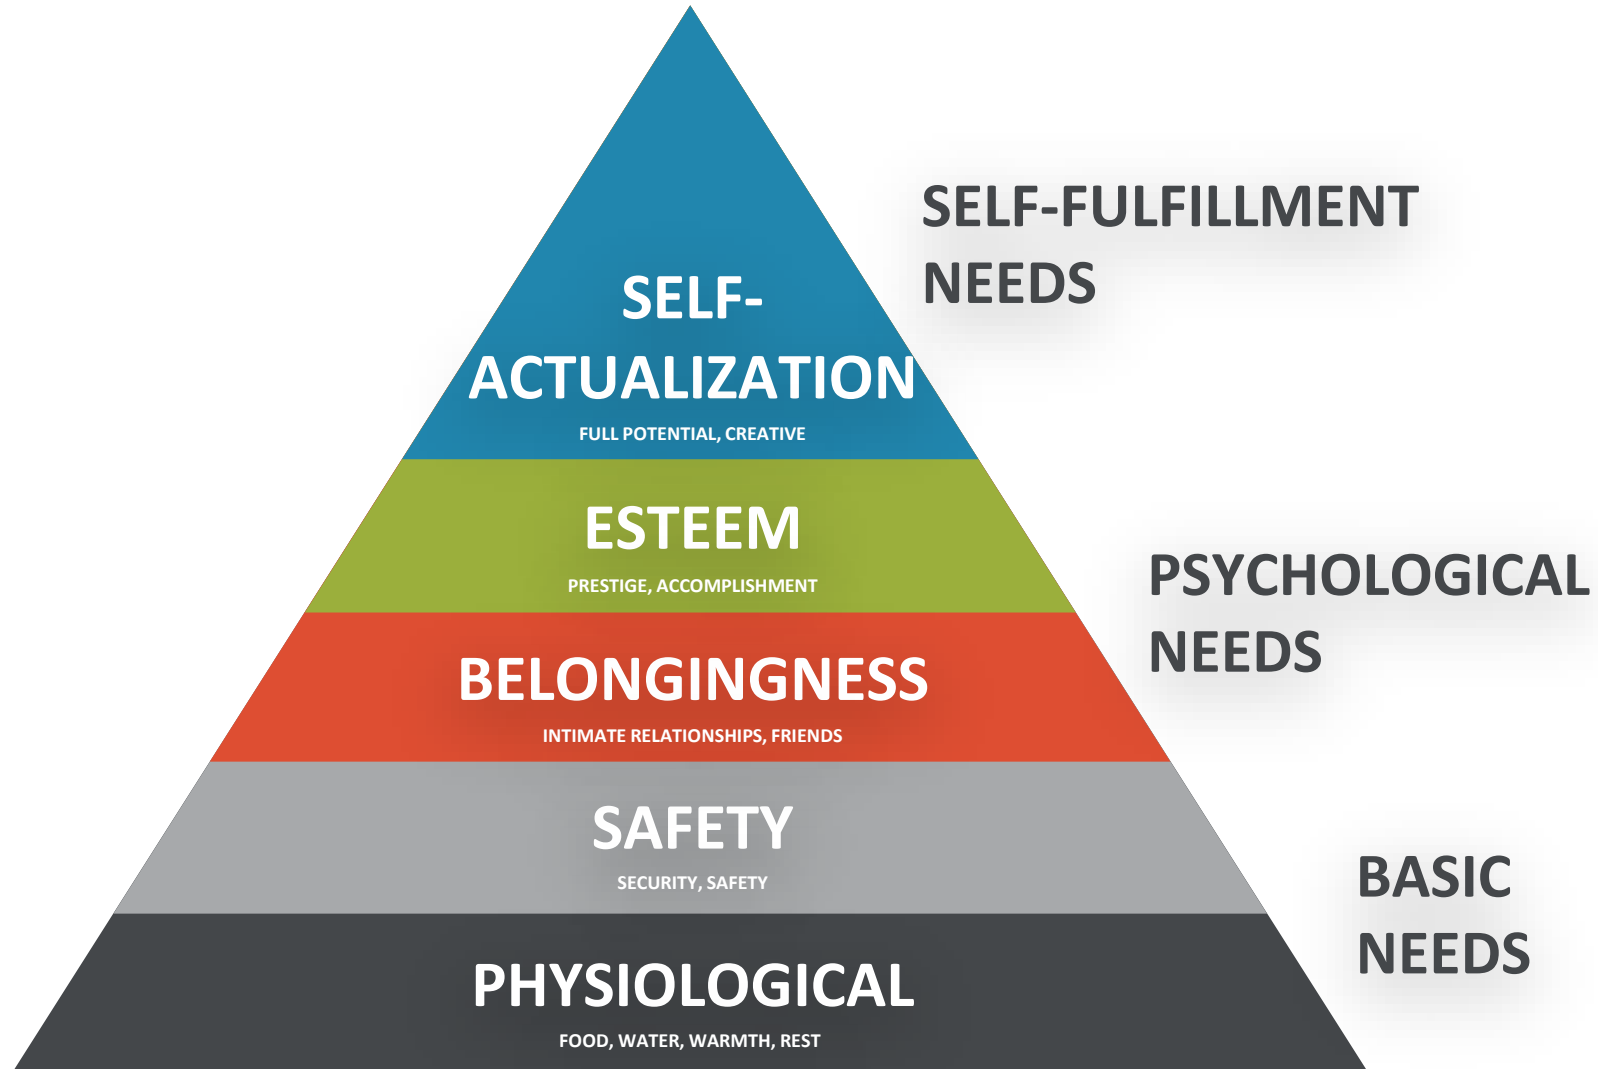 SELF-FULFILLMENT
NEEDS
SELF-
ACTUALIZATION
FULL POTENTIAL, CREATIVE
ESTEEM
PRESTIGE, ACCOMPLISHMENT
PSYCHOLOGICAL
NEEDS
BELONGINGNESS
INTIMATE RELATIONSHIPS, FRIENDS
SAFETY
SECURITY, SAFETY
BASIC
NEEDS
PHYSIOLOGICAL
FOOD, WATER, WARMTH, REST